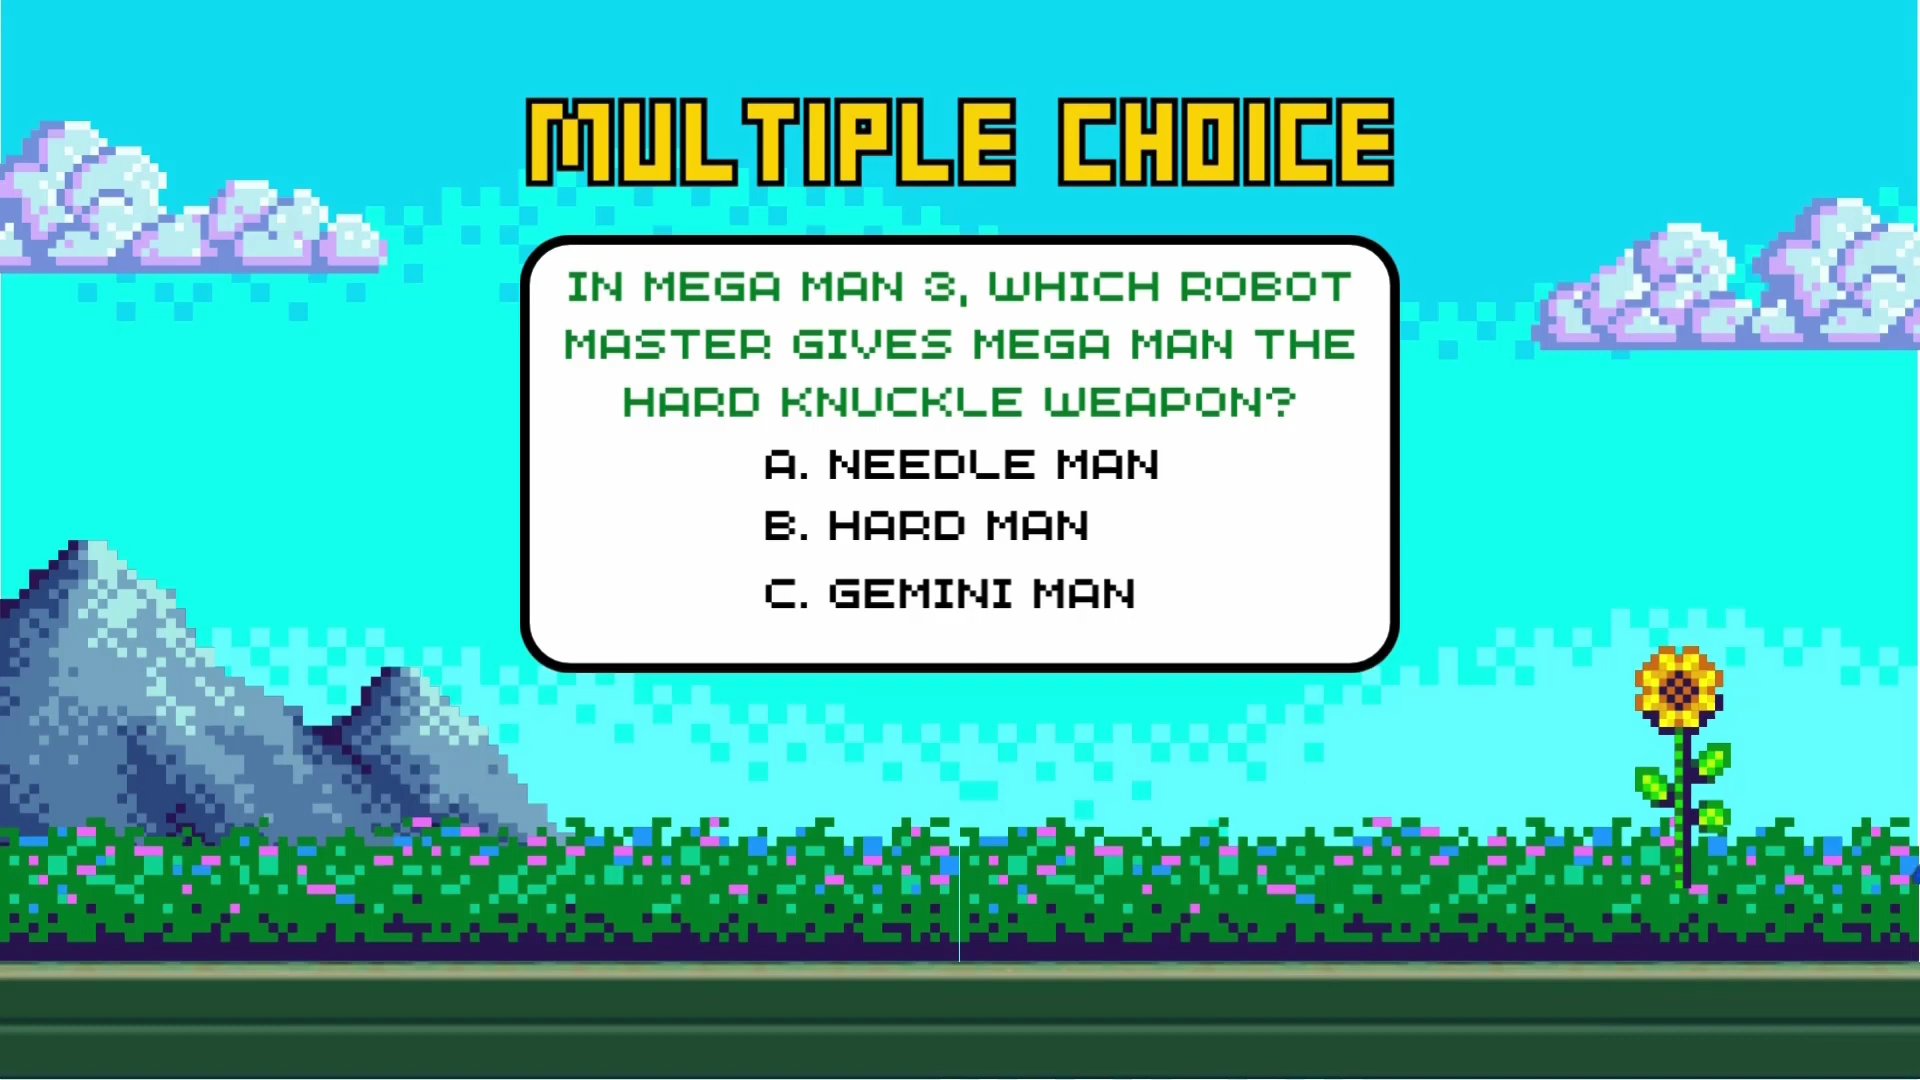 MULTIPLE CHOICE
IN MEGA MAN 3, WHICH ROBOT
MASTER GIVES MEGA MAN THE
HARD KNUCKLE WEAPON?
A. NEEDLE MAN
B. HARD MAN
C. GEMINI MAN